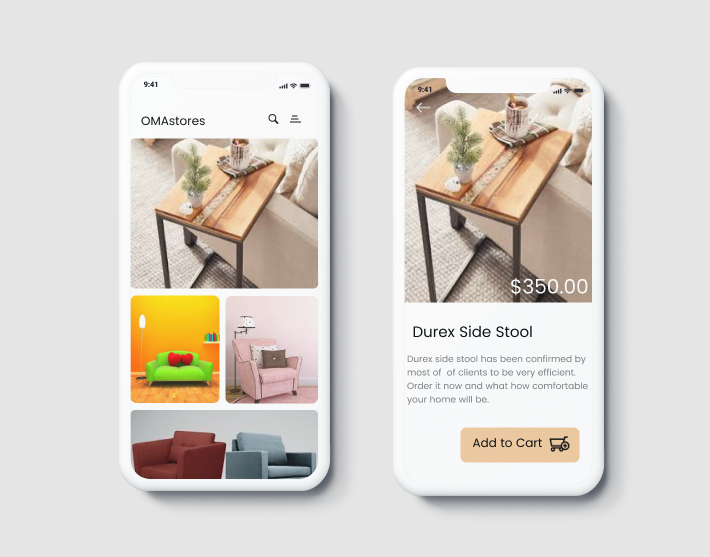 9:41
OMAstores
9:41
$350.00
Durex Side Stool
Durex side stool has been confirmed by
most of of clients to be very efficient.
Order it now and what how comfortable
your home will be.
Add to Cart